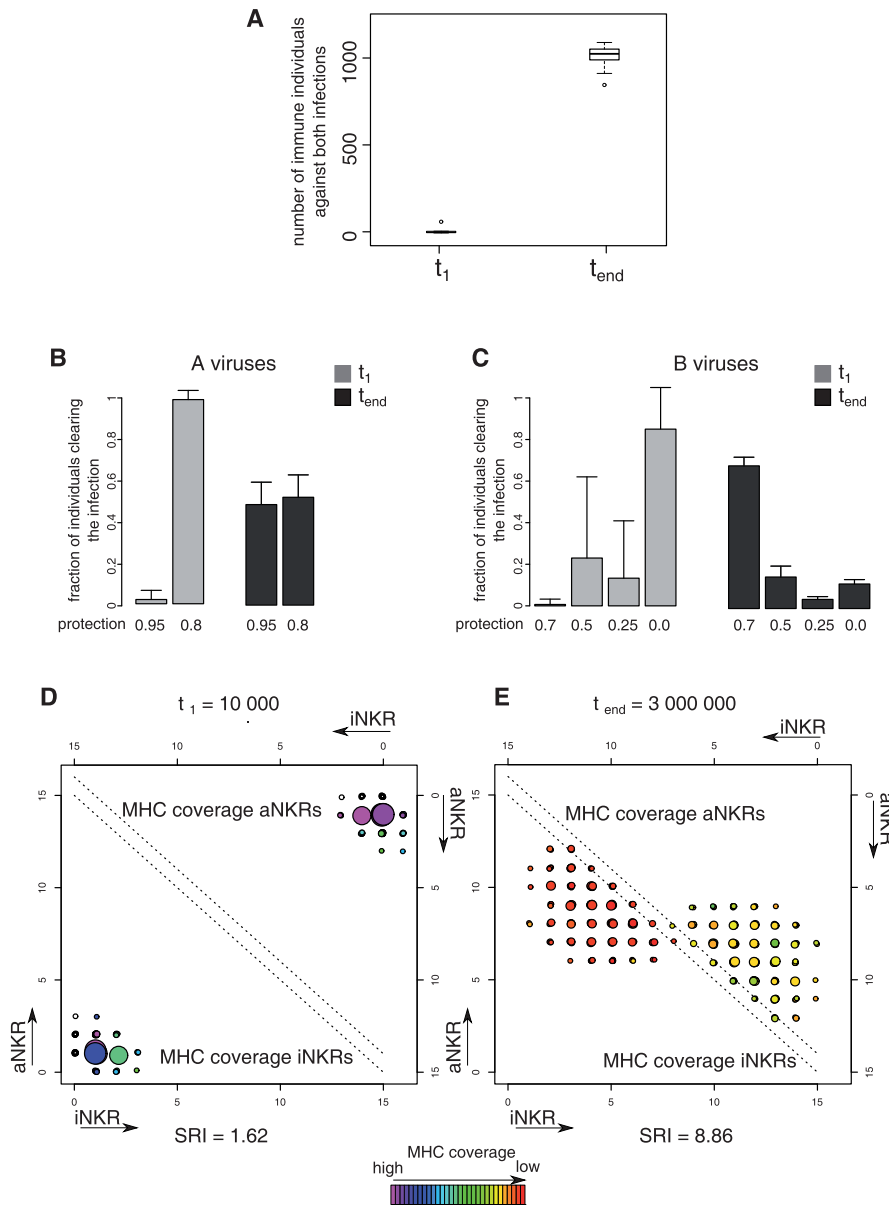 A
number of immune individuals
against both infections
0
500
1000
t1
tend
B
A viruses
t1
tend
fraction of individuals clearing
the infection
0
0.2
0.4
0.6
0.8
1
protection 0.95 0.8 0.95 0.8
C
B viruses
t1
tend
fraction of individuals clearing
the infection
0
0.2
0.4
0.6
0.8
1
protection 0.7 0.5 0.25 0.0 0.7 0.5 0.25 0.0
D
t 1 = 10 000
iNKR
15 10 5 0
MHC coverage aNKRs
MHC coverage iNKRs
15
10
5
0
aNKR
0
5
10
15
aNKR
0 5 10 15
iNKR
SRI = 1.62
E
t end = 3 000 000
iNKR
15 10 5 0
MHC coverage aNKRs
MHC coverage iNKRs
15
10
5
0
aNKR
0
5
10
15
aNKR
0 5 10 15
iNKR
SRI = 8.86
MHC coverage
high low